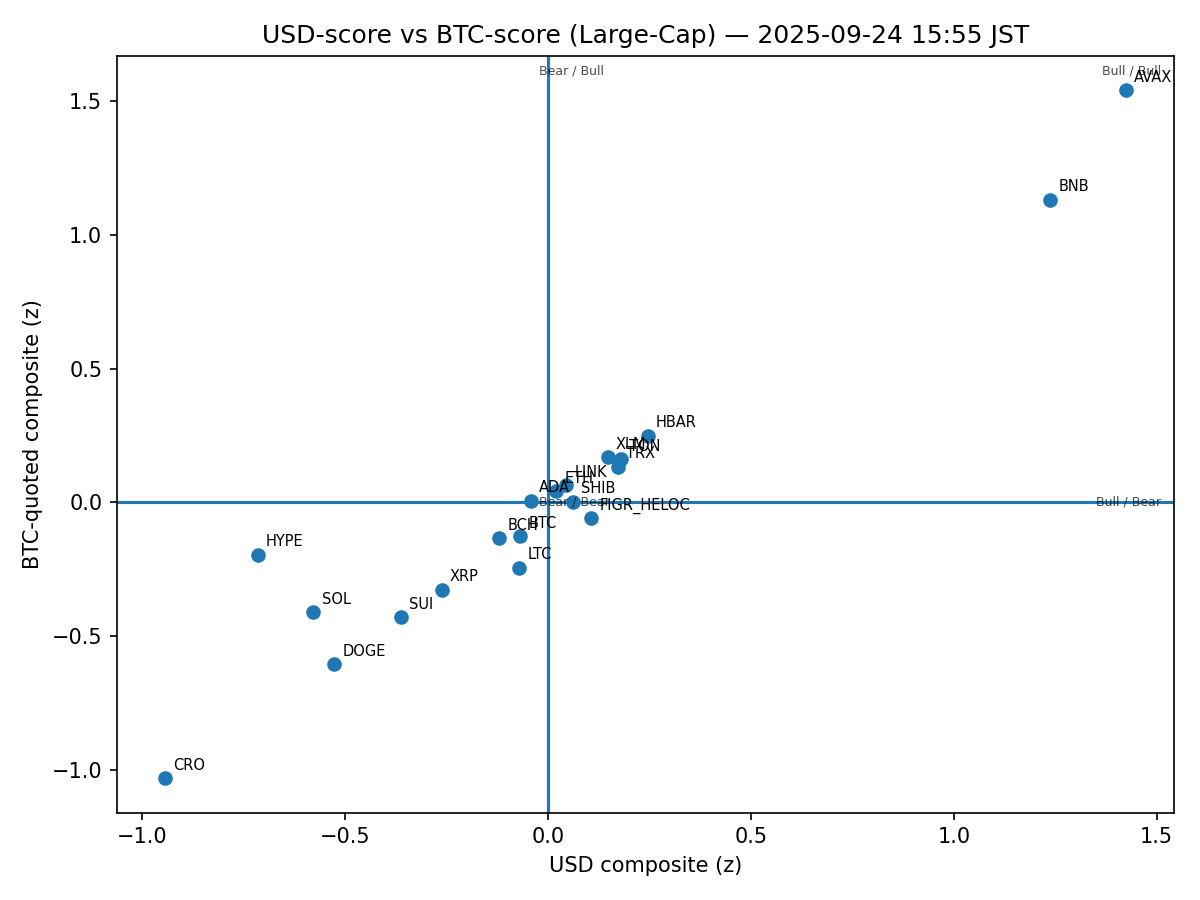 USD-score vs BTC-score (Large-Cap) — 2025-09-24 15:55 JST
Bear / Bull
Bull / Bull
AVAX
1.5
BNB
1.0
0.5
HBAR
XLM
TON
TRX
LINK
ETH
ADA
SHIB
0.0
Bear / Bear
FIGR_HELOC
Bull / Bear
BCH
BTC
HYPE
LTC
XRP
SOL
SUI
−0.5
DOGE
−1.0
CRO
BTC-quoted composite (z)
−1.0
−0.5
0.0
0.5
1.0
1.5
USD composite (z)